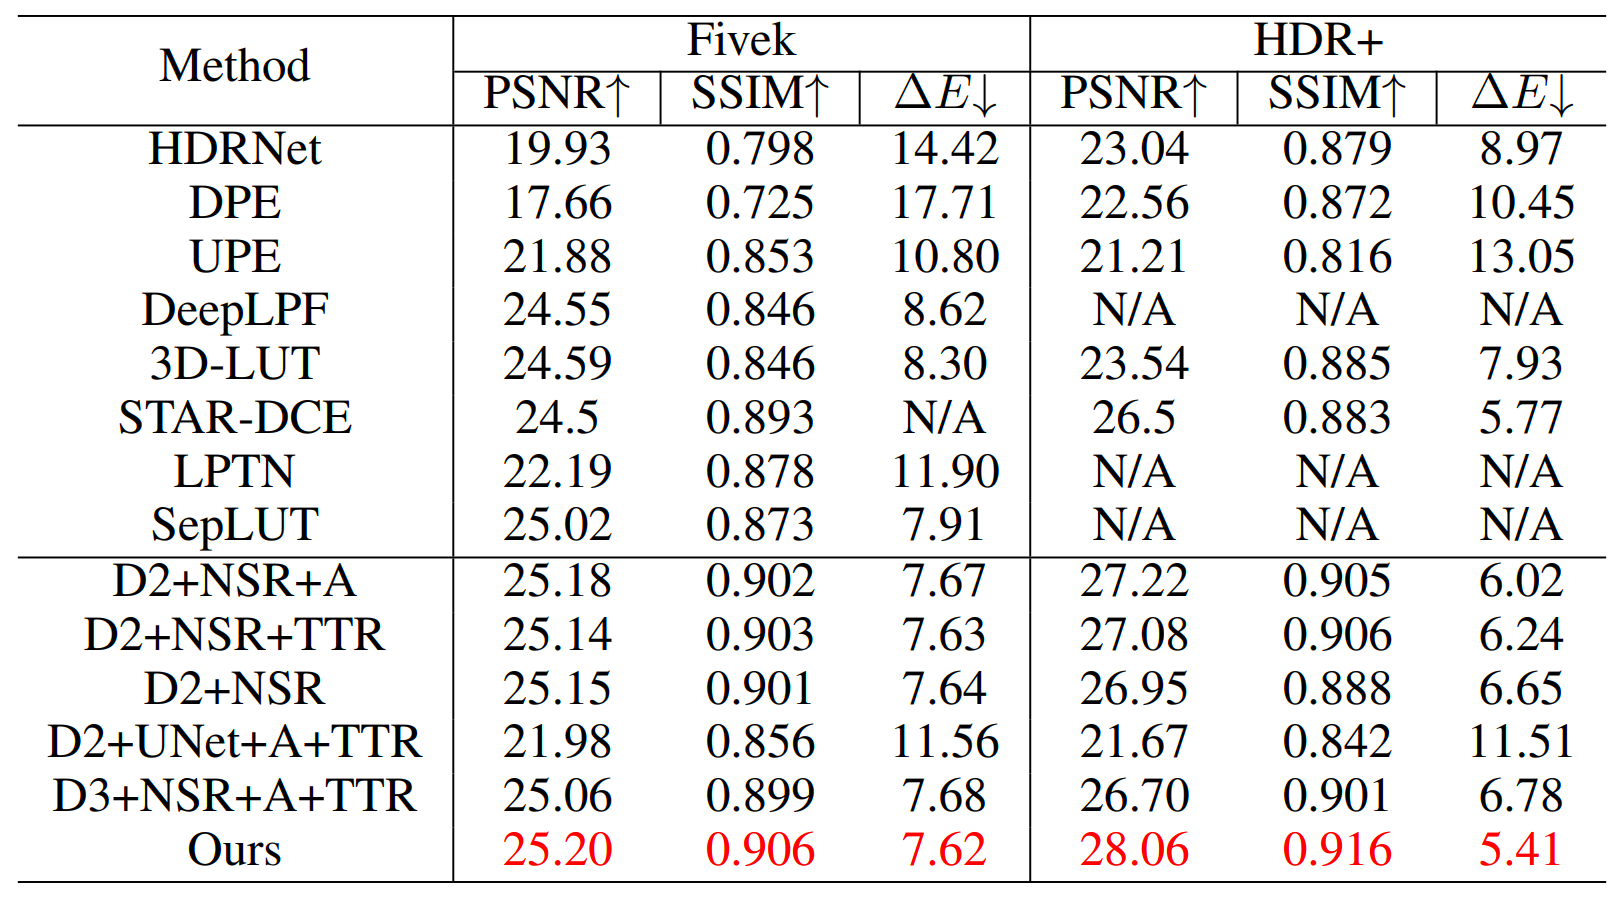 Method Fivek HDR+
PSNR↑ SSIM↑ ΔE↓ PSNR↑ SSIM↑ ΔE↓
HDRNet 19.93 0.798 14.42 23.04 0.879 8.97
DPE 17.66 0.725 17.71 22.56 0.872 10.45
UPE 21.88 0.853 10.80 21.21 0.816 13.05
DeepLPF 24.55 0.846 8.62 N/A N/A N/A
3D-LUT 24.59 0.846 8.30 23.54 0.885 7.93
STAR-DCE 24.5 0.893 N/A 26.5 0.883 5.77
LPTN 22.19 0.878 11.90 N/A N/A N/A
SepLUT 25.02 0.873 7.91 N/A N/A N/A
D2+NSR+A 25.18 0.902 7.67 27.22 0.905 6.02
D2+NSR+TTR 25.14 0.903 7.63 27.08 0.906 6.24
D2+NSR 25.15 0.901 7.64 26.95 0.888 6.65
D2+UNet+A+TTR 21.98 0.856 11.56 21.67 0.842 11.51
D3+NSR+A+TTR 25.06 0.899 7.68 26.70 0.901 6.78
Ours 25.20 0.906 7.62 28.06 0.916 5.41